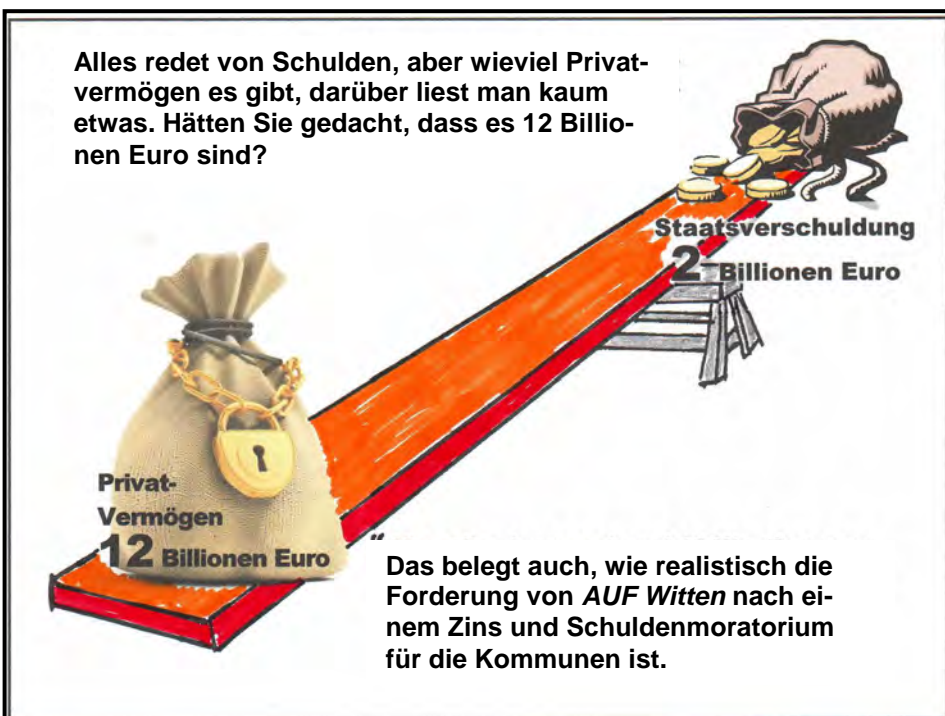 Alles redet von Schulden, aber wieviel Privat-
vermögen es gibt, darüber liest man kaum
etwas. Hätten Sie gedacht, dass es 12 Billio-
nen Euro sind?
Staatsverschuldung
2 Billionen Euro
Privat-
Vermögen
12 Billionen Euro
Das belegt auch, wie realistisch die
Forderung von AUF Witten nach ei-
nem Zins und Schuldenmoratorium
für die Kommunen ist.